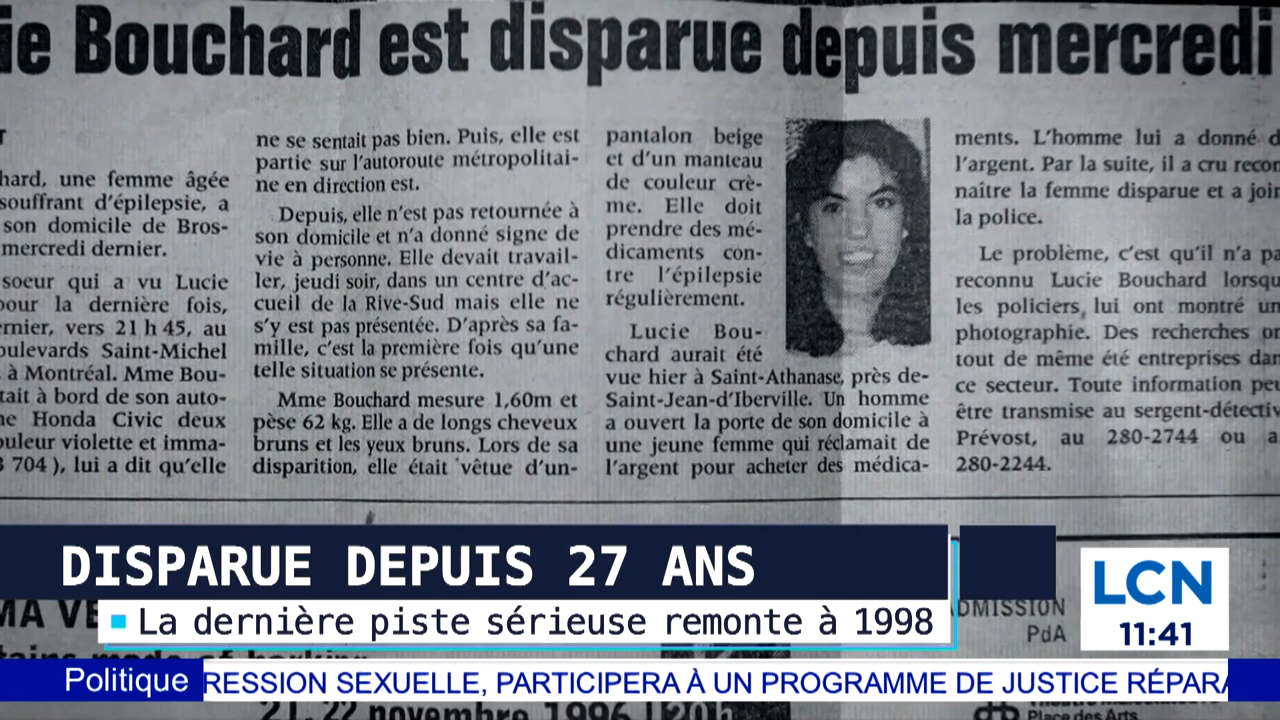 ie Bouchard est disparue depuis mercredi
hard, une femme âgée
souffrant d'épilepsie, a
son domicile de Bros-
mercredi dernier.
soeur qui a vu Lucie
pour la dernière fois,
ernier, vers 21 h 45, au
oulevards Saint-Michel
à Montréal. Mme Bou-
tait à bord de son auto-
ne Honda Civic deux
ouleur violette et imma-
704 ), lui a dit qu'elle
ne se sentait pas bien. Puis, elle est
partie sur l'autoroute métropolitai-
ne en direction est.
Depuis, elle n'est pas retournée à
son domicile et n'a donné signe de
vie à personne. Elle devait travail-
ler, jeudi soir, dans un centre d'ac-
cueil de la Rive-Sud mais elle ne
s'y est pas présentée. D'après sa fa-
mille, c'est la première fois qu'une
telle situation se présente.
Mme Bouchard mesure 1,60m et
pèse 62 kg. Elle a de longs cheveux
bruns et les yeux bruns. Lors de sa
disparition, elle était vêtue d'un-
pantalon beige
et d'un manteau
de couleur crè-
me. Elle doit
prendre des mé-
dicaments con-
tre l'épilepsie
régulièrement.
Lucie Bou-
chard aurait été
vue hier à Saint-Athanase, près de-
Saint-Jean-d'Iberville. Un homme
a ouvert la porte de son domicile à
une jeune femme qui réclamait de
l'argent pour acheter des médica-
ments. L'homme lui a donné d
l'argent. Par la suite, il a cru recon
naître la femme disparue et a join
la police.
Le problème, c'est qu'il n'a pa
reconnu Lucie Bouchard lorsqu
les policiers, lui ont montré un
photographie. Des recherches on
tout de même été entreprises dan
ce secteur. Toute information peu
être transmise au sergent-détectiv
Prévost, au 280-2744 ou a
280-2244.
DISPARUE DEPUIS 27 ANS
La dernière piste sérieuse remonte à 1998
LCN
11:41
MA VE
ADMISSION
PdA
Politique
RESSION SEXUELLE, PARTICIPERA À UN PROGRAMME DE JUSTICE RÉPARA
21, 22 novembre 1996
20h
Place des Arts